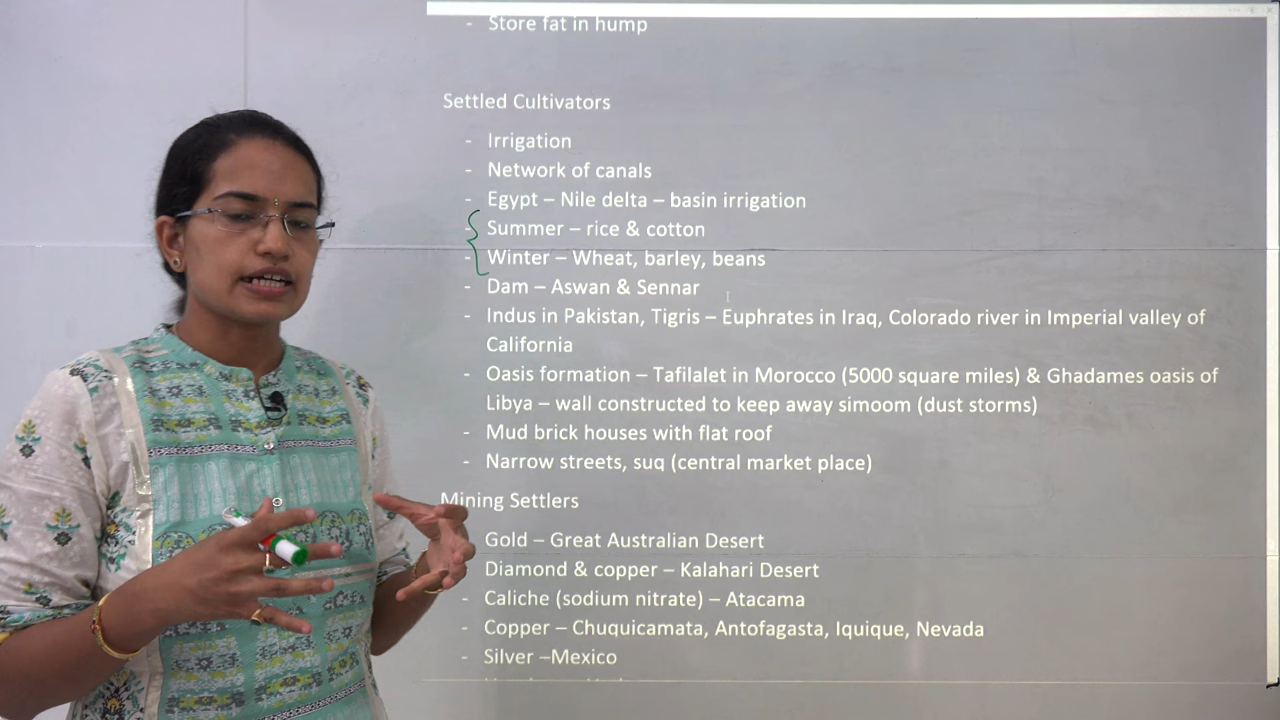 - Store fat in hump
Settled Cultivators
- Irrigation
- Network of canals
- Egypt – Nile delta – basin irrigation
- Summer – rice & cotton
- Winter – Wheat, barley, beans
- Dam – Aswan & Sennar
- Indus in Pakistan, Tigris – Euphrates in Iraq, Colorado river in Imperial valley of
California
- Oasis formation – Tafilalet in Morocco (5000 square miles) & Ghadames oasis of
Libya – wall constructed to keep away simoom (dust storms)
- Mud brick houses with flat roof
- Narrow streets, suq (central market place)
Mining Settlers
Gold – Great Australian Desert
Diamond & copper – Kalahari Desert
- Caliche (sodium nitrate) – Atacama
- Copper – Chuquicamata, Antofagasta, Iquique, Nevada
- Silver –Mexico